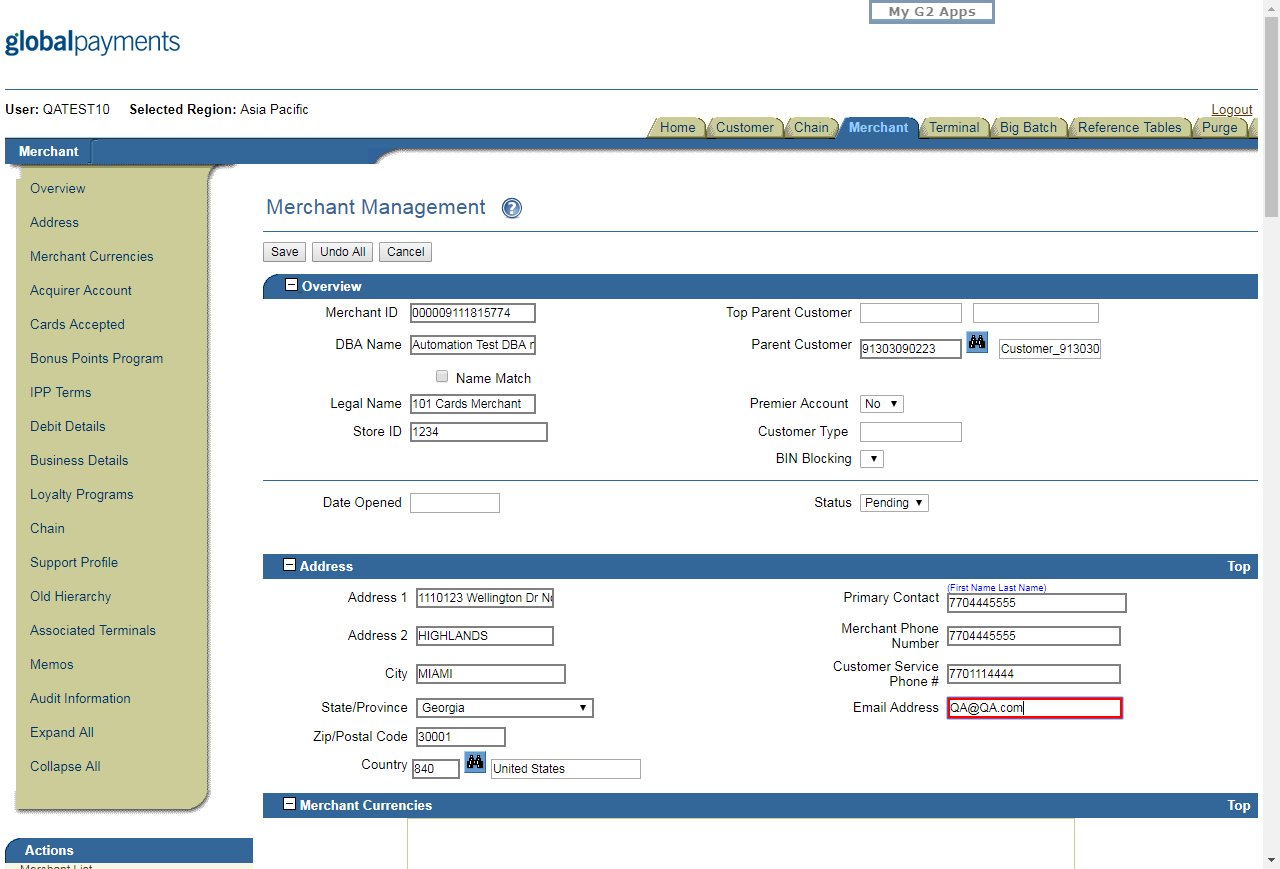 My G2 Apps
globalpayments
User: QATEST10 Selected Region: Asia Pacific
Logout
Home Customer Chain Merchant Terminal Big Batch Reference Tables Purge
Merchant
Overview
Address
Merchant Currencies
Acquirer Account
Cards Accepted
Bonus Points Program
IPP Terms
Debit Details
Business Details
Loyalty Programs
Chain
Support Profile
Old Hierarchy
Associated Terminals
Memos
Audit Information
Expand All
Collapse All
Actions
Merchant List
Merchant Management ?
Save Undo All Cancel
Overview
Merchant ID 000009111815774 Top Parent Customer
DBA Name Automation Test DBA Parent Customer 91303090223 Customer_913030
Name Match
Legal Name 101 Cards Merchant Premier Account No
Store ID 1234 Customer Type
BIN Blocking
Date Opened Status Pending
Address Top
(First Name Last Name)
Address 1 1110123 Wellington Dr Primary Contact 7704445555
Address 2 HIGHLANDS Merchant Phone Number 7704445555
City MIAMI Customer Service Phone # 7701114444
State/Province Georgia Email Address QA@QA.com
Zip/Postal Code 30001
Country 840 United States
Merchant Currencies Top